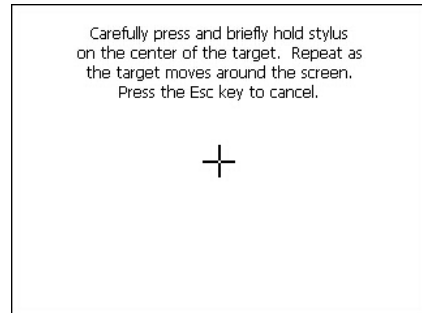 Carefully press and briefly hold stylus
on the center of the target. Repeat as
the target moves around the screen.
Press the Esc key to cancel.